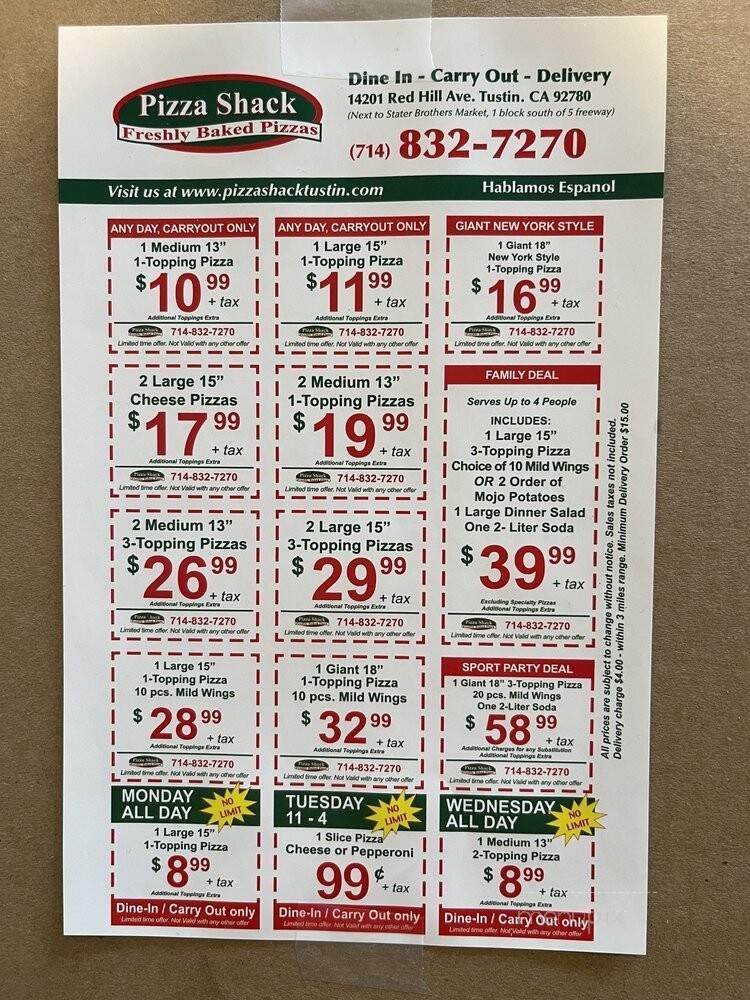 Pizza Shack
Freshly Baked Pizzas
Dine In - Carry Out - Delivery
14201 Red Hill Ave. Tustin. CA 92780
(Next to Stater Brothers Market, 1 block south of 5 freeway)
(714) 832-7270
Visit us at www.pizzashacktustin.com
Hablamos Espanol
ANY DAY, CARRYOUT ONLY
1 Medium 13"
1-Topping Pizza
$10.99 + tax
Additional Toppings Extra
Pizza Shack 714-832-7270
Limited time offer. Not Valid with any other offer
ANY DAY, CARRYOUT ONLY
1 Large 15"
1-Topping Pizza
$11.99 + tax
Additional Toppings Extra
Pizza Shack 714-832-7270
Limited time offer. Not Valid with any other offer
GIANT NEW YORK STYLE
1 Giant 18"
New York Style
1-Topping Pizza
$16.99 + tax
Additional Toppings Extra
Pizza Shack 714-832-7270
Limited time offer. Not Valid with any other offer
2 Large 15"
Cheese Pizzas
$17.99 + tax
Additional Toppings Extra
Pizza Shack 714-832-7270
Limited time offer. Not Valid with any other offer
2 Medium 13"
1-Topping Pizzas
$19.99 + tax
Additional Toppings Extra
Pizza Shack 714-832-7270
Limited time offer. Not Valid with any other offer
FAMILY DEAL
Serves Up to 4 People
INCLUDES:
1 Large 15"
3-Topping Pizza
Choice of 10 Mild Wings
OR 2 Order of
Mojo Potatoes
1 Large Dinner Salad
One 2- Liter Soda
$39.99 + tax
Excluding Specialty Pizzas
Additional Toppings Extra
Pizza Shack 714-832-7270
Limited time offer. Not Valid with any other offer
2 Medium 13"
3-Topping Pizzas
$26.99 + tax
Additional Toppings Extra
Pizza Shack 714-832-7270
Limited time offer. Not Valid with any other offer
2 Large 15"
3-Topping Pizzas
$29.99 + tax
Additional Toppings Extra
Pizza Shack 714-832-7270
Limited time offer. Not Valid with any other offer
1 Large 15"
1-Topping Pizza
10 pcs. Mild Wings
$28.99 + tax
Additional Toppings Extra
Pizza Shack 714-832-7270
Limited time offer. Not Valid with any other offer
1 Giant 18"
1-Topping Pizza
10 pcs. Mild Wings
$32.99 + tax
Additional Toppings Extra
Pizza Shack 714-832-7270
Limited time offer. Not Valid with any other offer
SPORT PARTY DEAL
1 Giant 18" 3-Topping Pizza
20 pcs. Mild Wings
One 2-Liter Soda
$58.99 + tax
Additional Charges for any Substitution
Additional Toppings Extra
Pizza Shack 714-832-7270
Limited time offer. Not Valid with any other offer
All prices are subject to change without notice. Sales taxes not included.
Delivery charge $4.00 - within 3 miles range. Minimum Delivery Order $15.00
MONDAY
ALL DAY
NO
LIMIT
1 Large 15"
1-Topping Pizza
$8.99 + tax
Additional Toppings Extra
Dine-In / Carry Out only
Limited time offer. Not Valid with any other offer
TUESDAY
11 - 4
NO
LIMIT
1 Slice Pizza
Cheese or Pepperoni
99¢ + tax
Dine-In / Carry Out only
Limited time offer. Not Valid with any other offer
WEDNESDAY
ALL DAY
NO
LIMIT
1 Medium 13"
2-Topping Pizza
$8.99 + tax
Additional Toppings Extra
Dine-In / Carry Out only
Limited time offer. Not Valid with any other offer